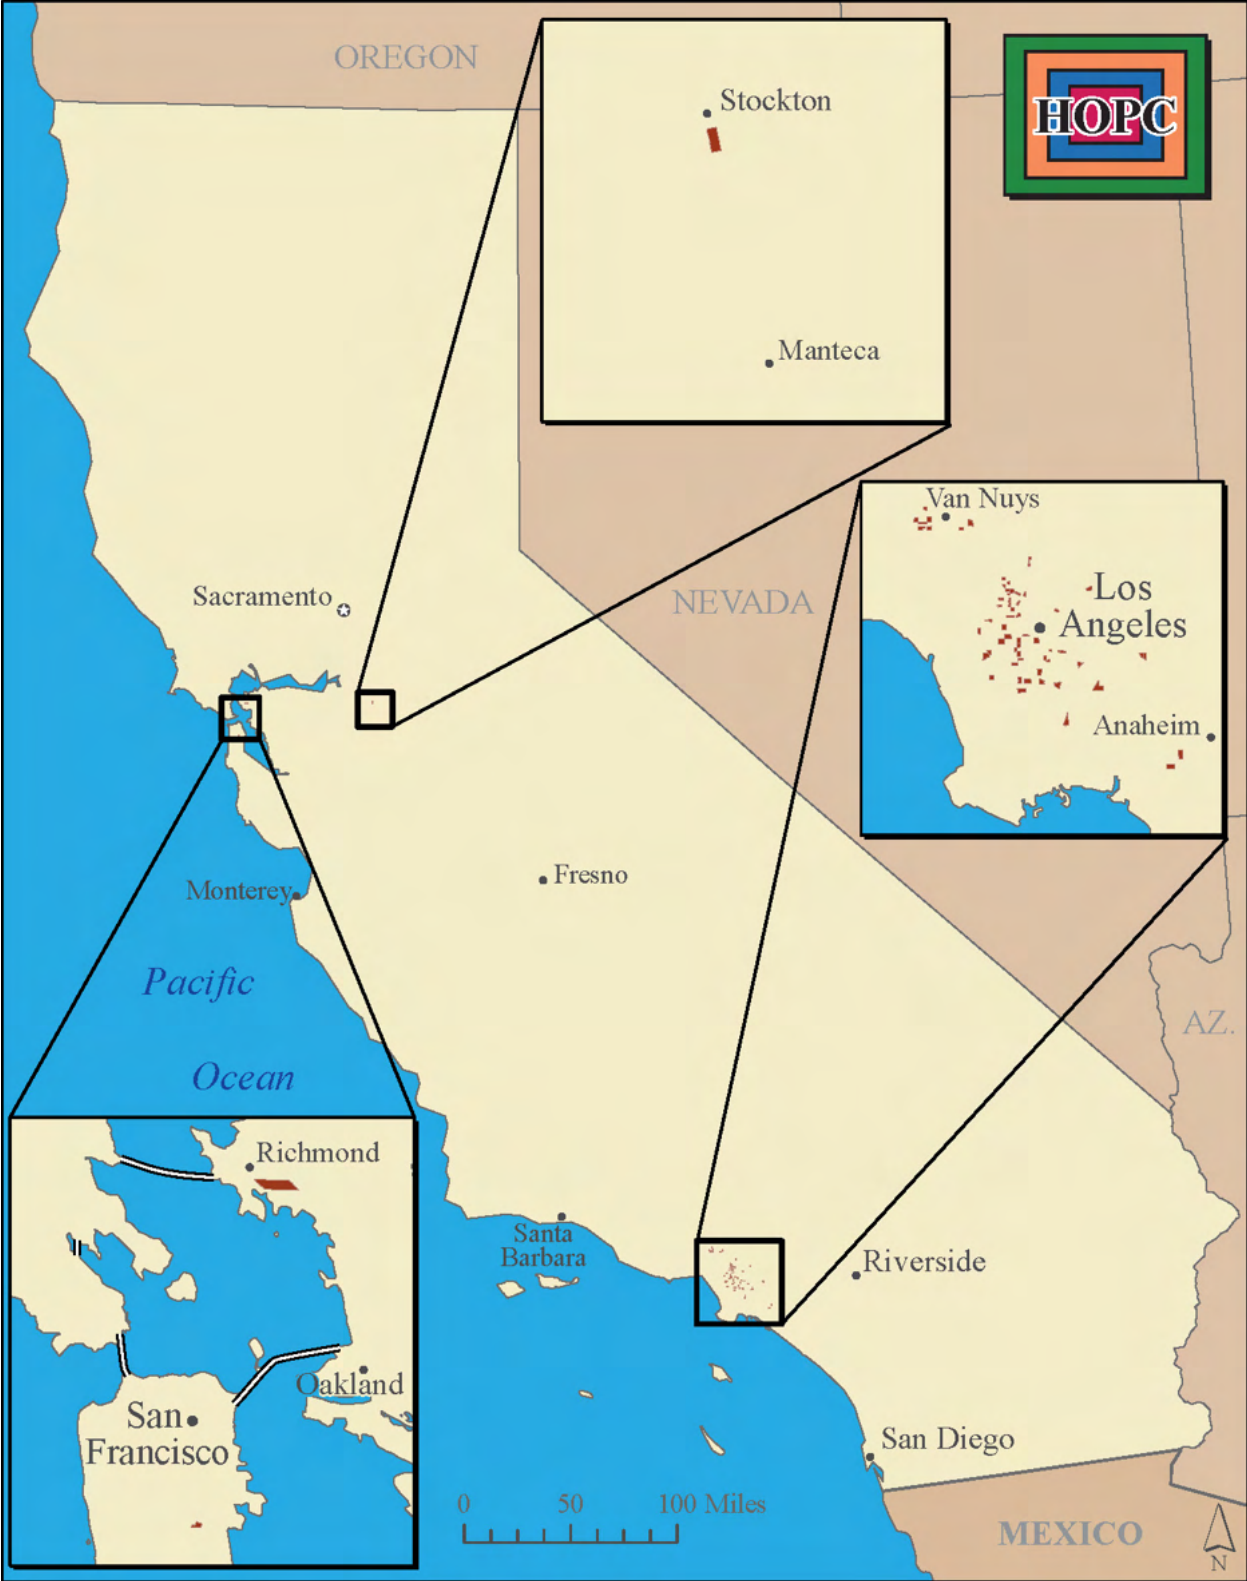 OREGON
Stockton
HOPC
Manteca
Van Nuys
Los
Angeles
Anaheim
NEVADA
Sacramento
Fresno
Monterey
Pacific
Ocean
AZ.
Richmond
Oakland
San
Francisco
Santa
Barbara
Riverside
San Diego
0 50 100 Miles
MEXICO
N